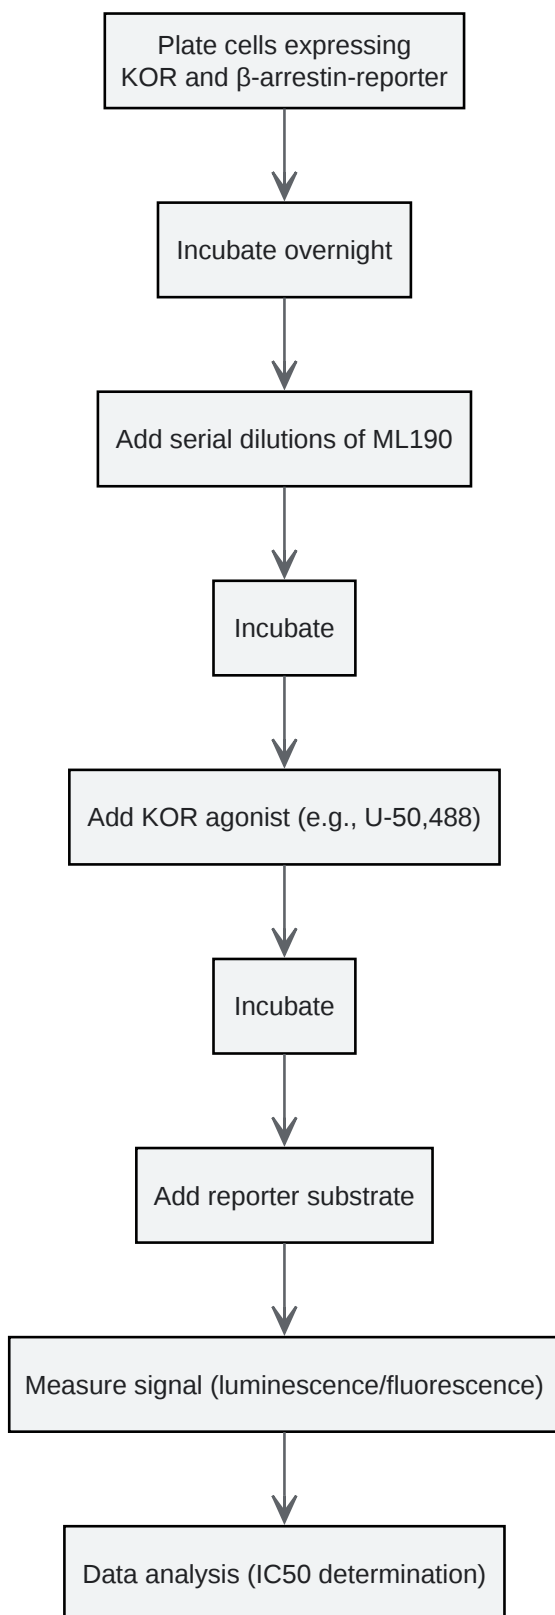 Plate cells expressing
KOR and β-arrestin-reporter
Incubate overnight
Add serial dilutions of ML190
Incubate
Add KOR agonist (e.g., U-50,488)
Incubate
Add reporter substrate
Measure signal (luminescence/fluorescence)
Data analysis (IC50 determination)